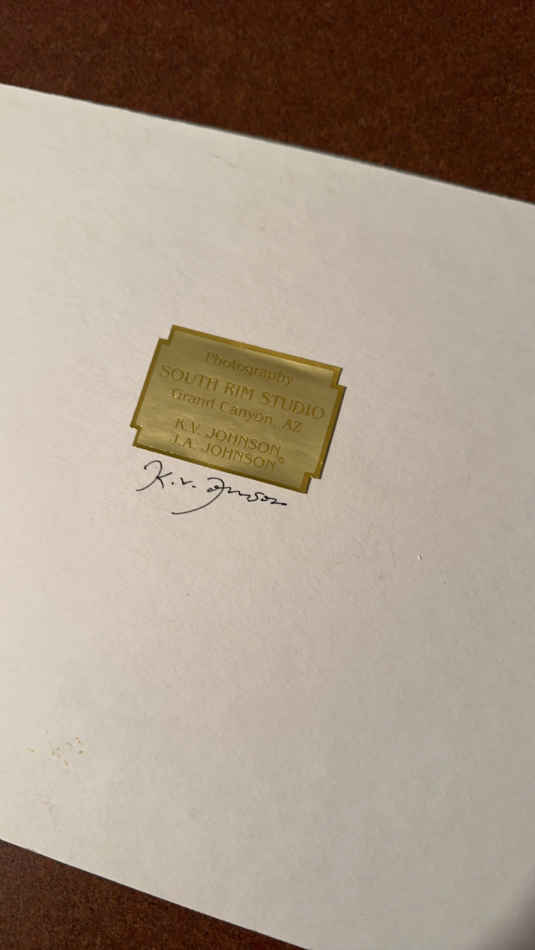 Photography
SOUTH RIM STUDIO
Grand Canyon, AZ
K.V. JOHNSON
J.A. JOHNSON©
K.V. Johnson